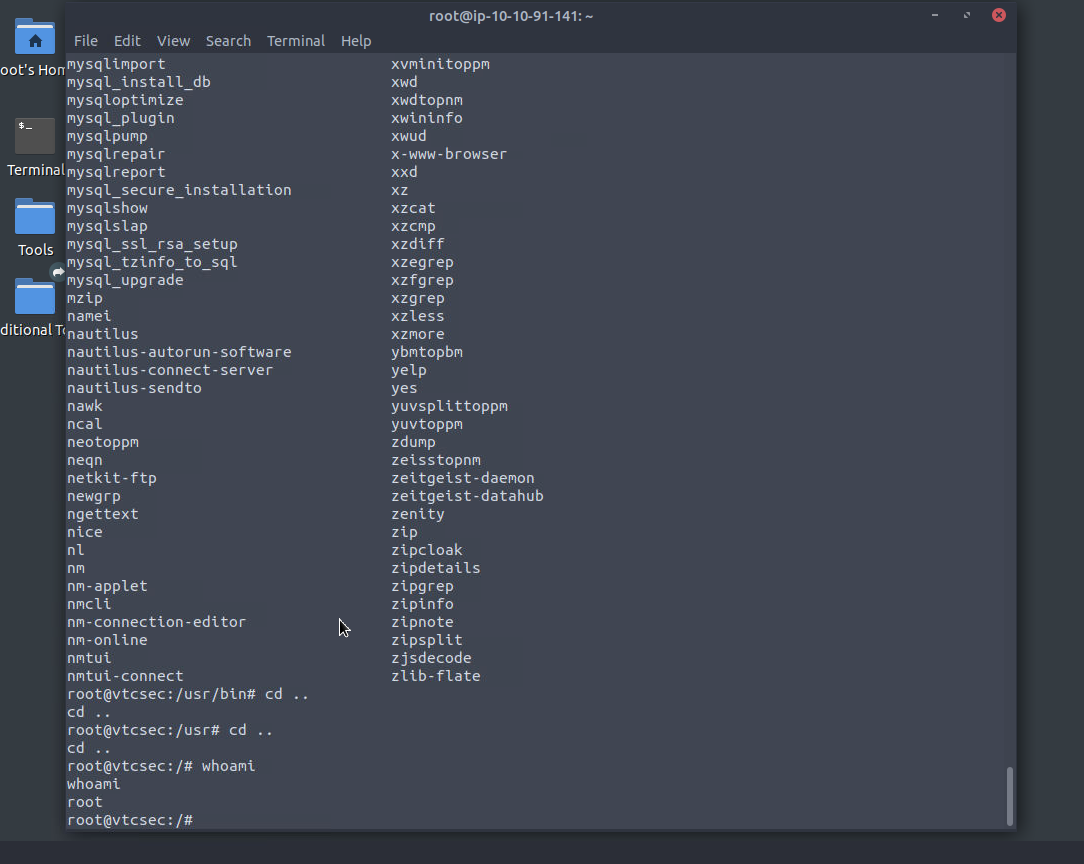 root@ip-10-10-91-141: ~
File Edit View Search Terminal Help
oot's Hom
Terminal
Tools
ditional To
mysqlimport xvminitoppm
mysql_install_db xwd
mysqloptimize xwdtopnm
mysql_plugin xwininfo
mysqlpump xwud
mysqlrepair x-www-browser
mysqlreport xxd
mysql_secure_installation xz
mysqlshow xzcat
mysqlslap xzcmp
mysql_ssl_rsa_setup xzdiff
mysql_tzinfo_to_sql xzegrep
mysql_upgrade xzfgrep
mzip xzgrep
namei xzless
nautilus xzmore
nautilus-autorun-software ybmtopbm
nautilus-connect-server yelp
nautilus-sendto yes
nawk yuvsplittoppm
ncal yuvtoppm
neotoppm zdump
neqn zeisstopnm
netkit-ftp zeitgeist-daemon
newgrp zeitgeist-datahub
ngettext zenity
nice zip
nl zipcloak
nm zipdetails
nm-applet zipgrep
nmcli zipinfo
nm-connection-editor zipnote
nm-online zipsplit
nmtui zjsdecode
nmtui-connect zlib-flate
root@vtcsec:/usr/bin# cd ..
cd ..
root@vtcsec:/usr# cd ..
cd ..
root@vtcsec:/# whoami
whoami
root
root@vtcsec:/#